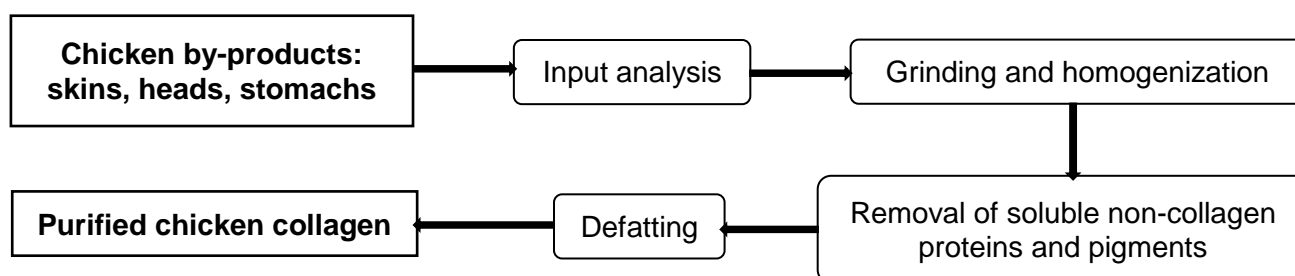 Chicken by-products:
skins, heads, stomachs
Input analysis
Grinding and homogenization
Removal of soluble non-collagen
proteins and pigments
Defatting
Purified chicken collagen